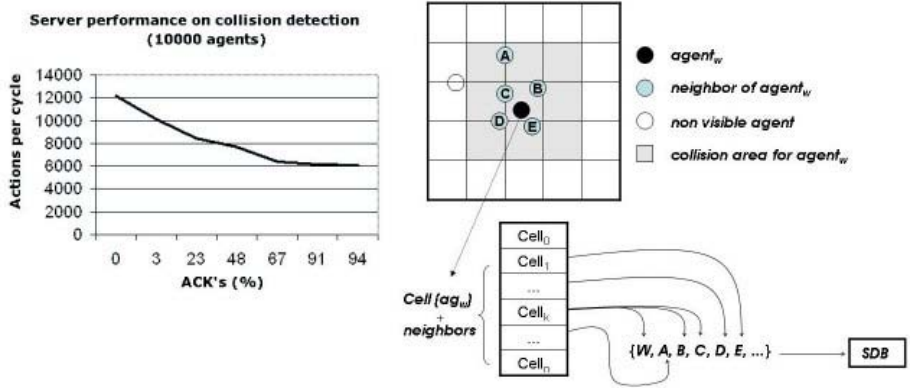 Server performance on collision detection
(10000 agents)
Actions per cycle
14000
12000
10000
8000
6000
4000
2000
0
0 3 23 48 67 91 94
ACK's (%)
A
B
C
D
E
agentw
neighbor of agentw
non visible agent
collision area for agentw
Cell0
Cell1
...
Cellk
...
Celln
Cell (agw)
+
neighbors
{W, A, B, C, D, E, ...}
SDB